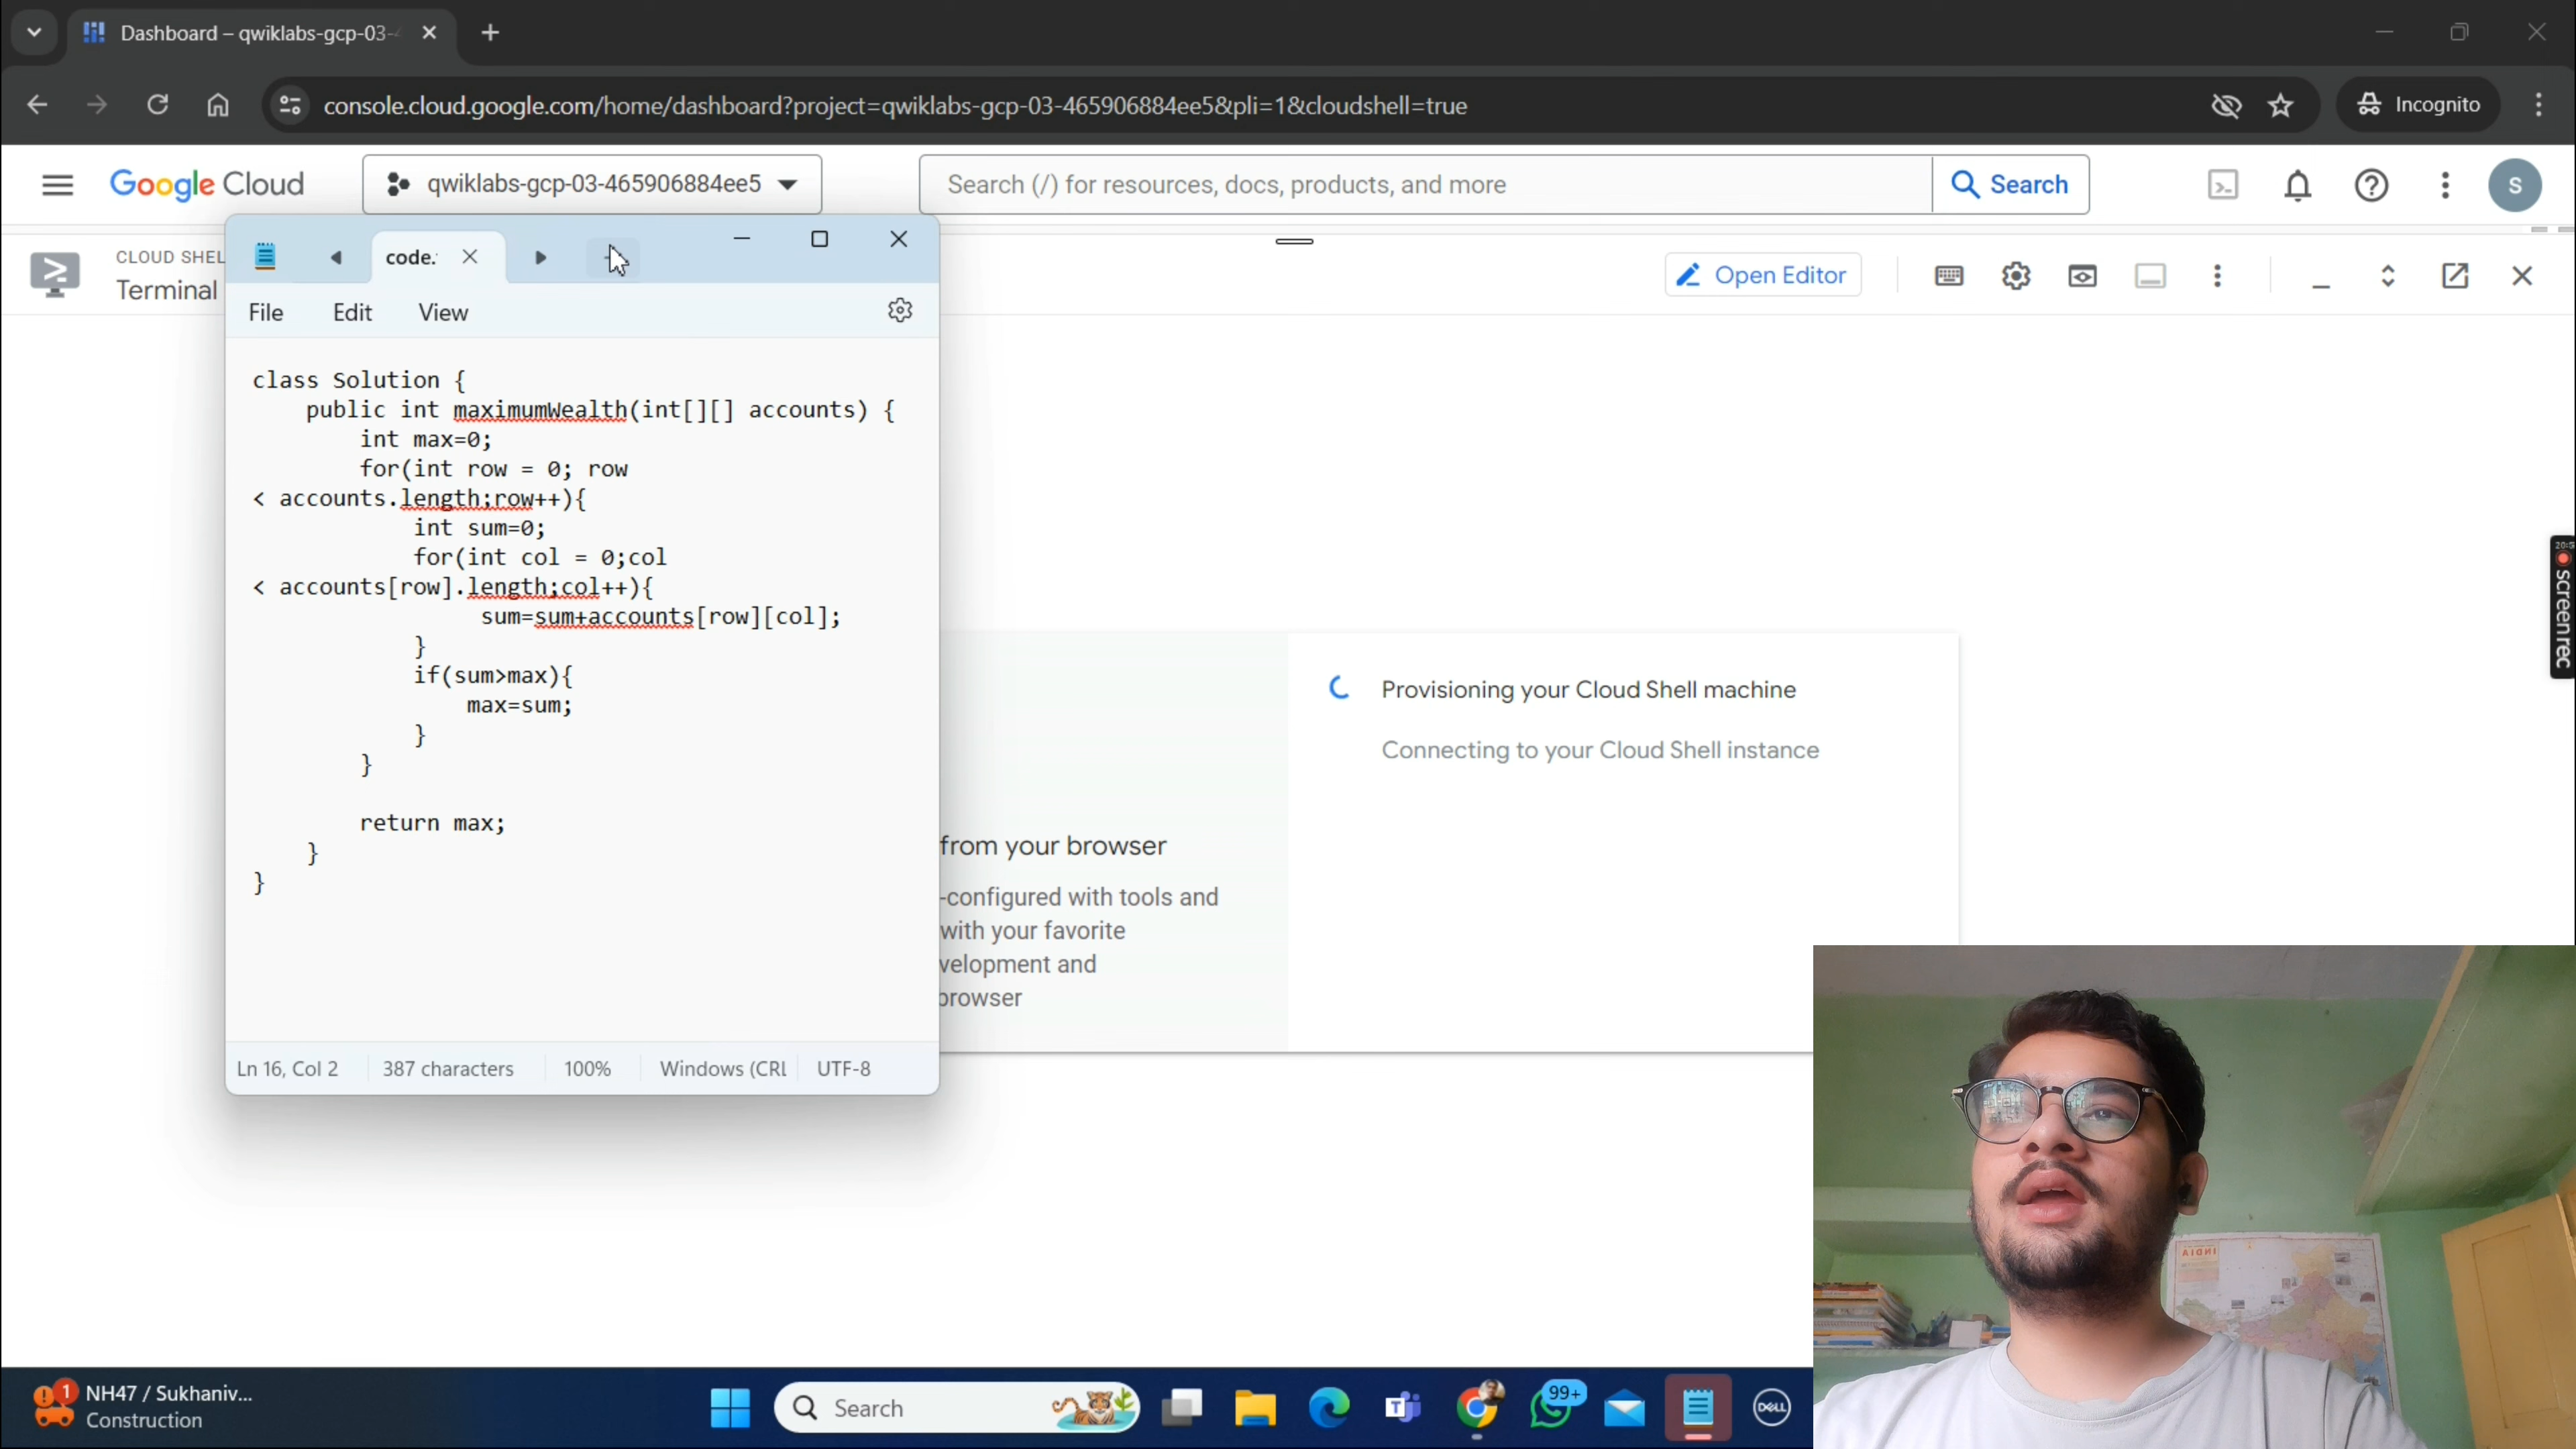 Dashboard – qwiklabs-gcp-03-
console.cloud.google.com/home/dashboard?project=qwiklabs-gcp-03-465906884ee5&pli=1&cloudshell=true
Incognito
Google Cloud
qwiklabs-gcp-03-465906884ee5
Search (/) for resources, docs, products, and more
Search
S
CLOUD SHEL
Terminal
Open Editor
code.
File Edit View
class Solution {
public int maximumWealth(int[][] accounts) {
int max=0;
for(int row = 0; row
< accounts.length;row++){
int sum=0;
for(int col = 0;col
< accounts[row].length;col++){
sum=sum+accounts[row][col];
}
if(sum>max){
max=sum;
}
}
return max;
}
}
Ln 16, Col 2 387 characters 100% Windows (CRL UTF-8
Provisioning your Cloud Shell machine
Connecting to your Cloud Shell instance
from your browser
-configured with tools and
with your favorite
velopment and
browser
screenrec
INDIA
1
NH47 / Sukhaniv...
Construction
Search
T
99+
DELL